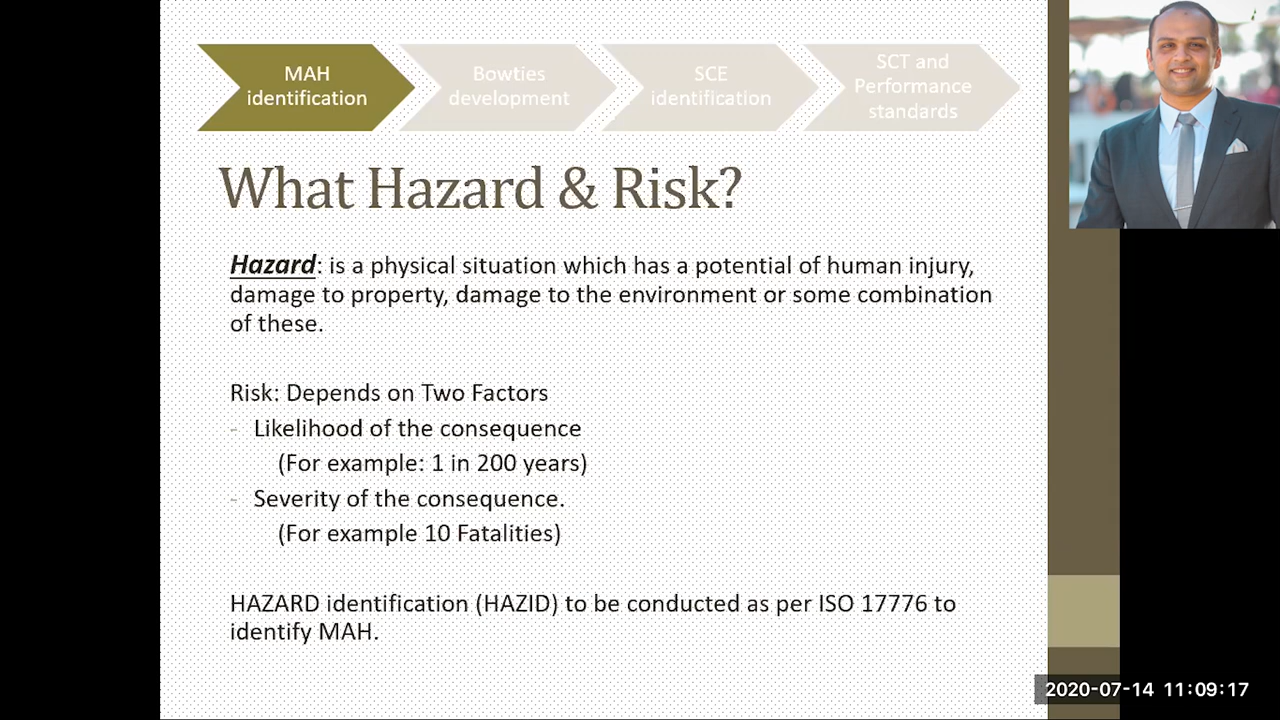 MAH
identification
Bowties
development
SCE
identification
SCT and
Performance
standards
What Hazard & Risk?
Hazard: is a physical situation which has a potential of human injury,
damage to property, damage to the environment or some combination
of these.
Risk: Depends on Two Factors
- Likelihood of the consequence
(For example: 1 in 200 years)
- Severity of the consequence.
(For example 10 Fatalities)
HAZARD identification (HAZID) to be conducted as per ISO 17776 to
identify MAH.
2020-07-14 11:09:17